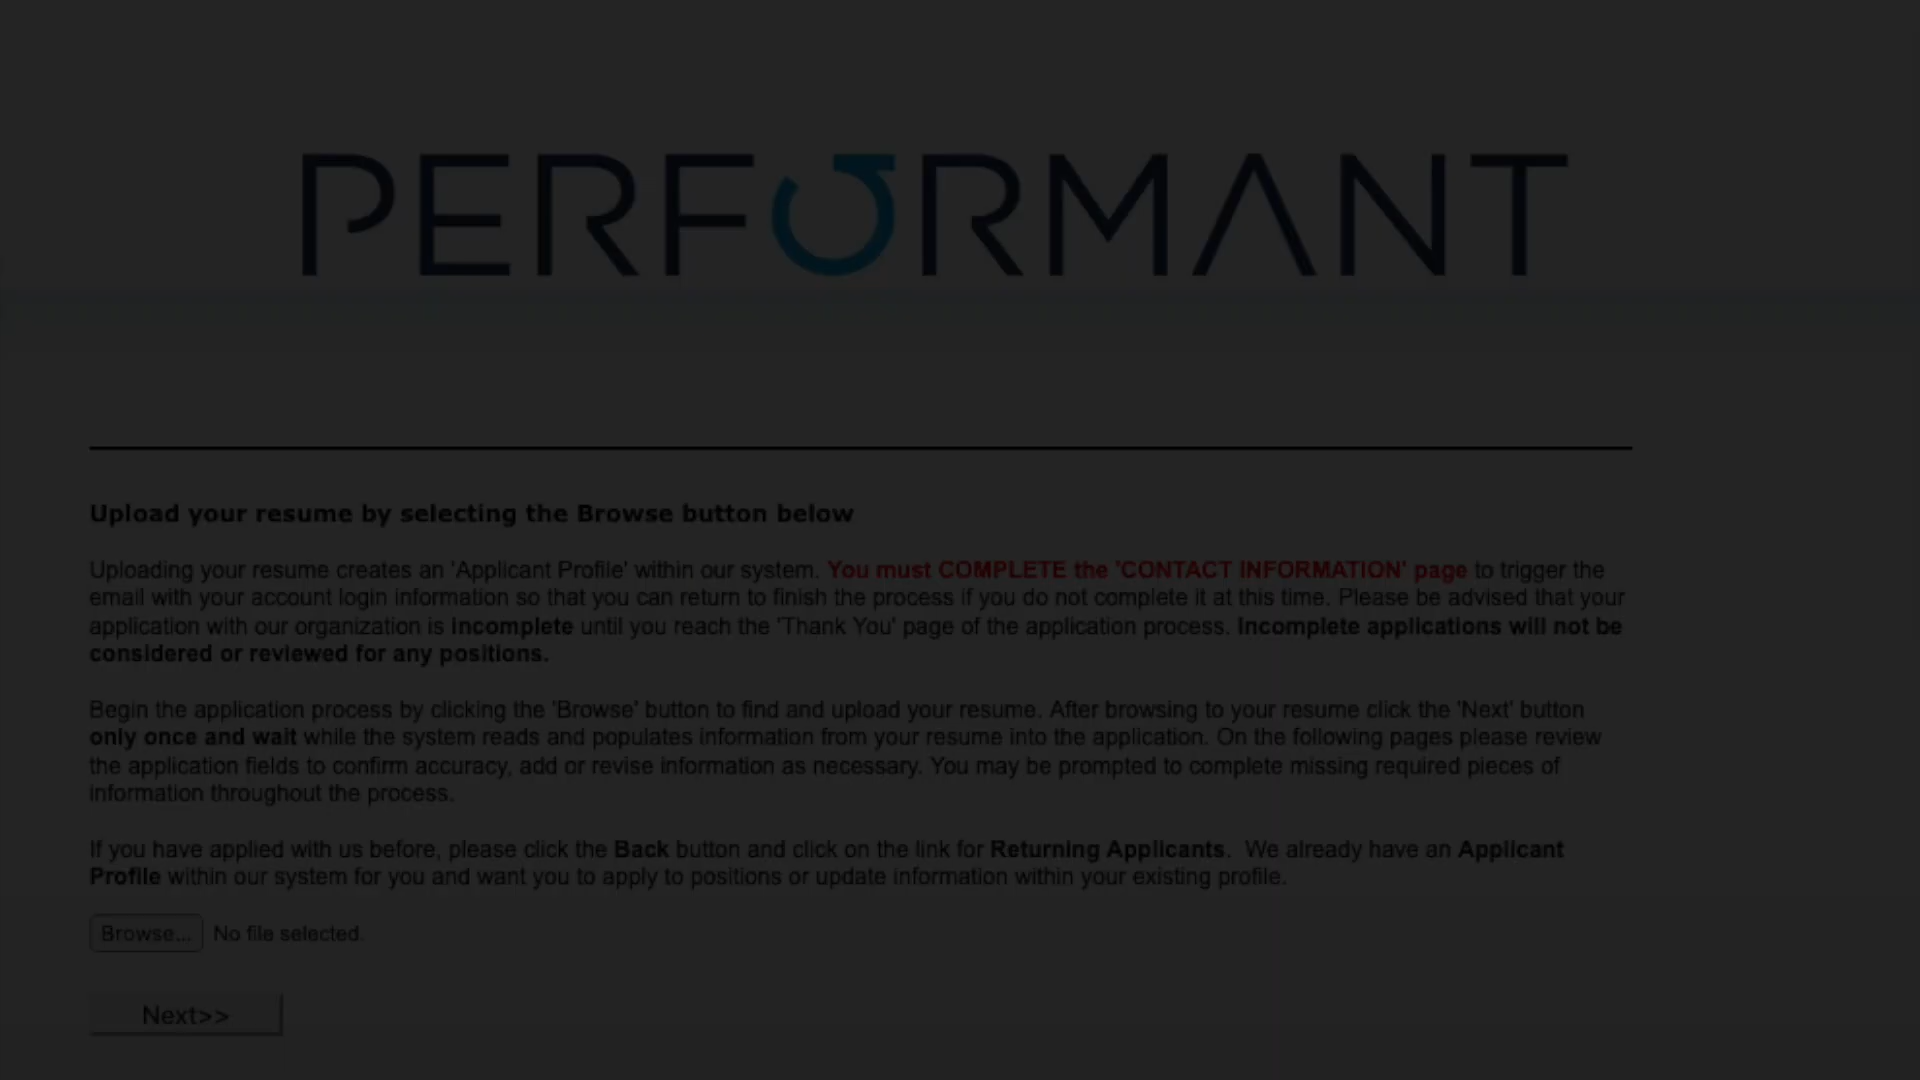 PERFORMANT
Upload your resume by selecting the Browse button below
Uploading your resume creates an 'Applicant Profile' within our system. You must COMPLETE the 'CONTACT INFORMATION' page to trigger the
email with your account login information so that you can return to finish the process if you do not complete it at this time. Please be advised that your
application with our organization is incomplete until you reach the 'Thank You' page of the application process. Incomplete applications will not be
considered or reviewed for any positions.
Begin the application process by clicking the 'Browse' button to find and upload your resume. After browsing to your resume click the 'Next' button
only once and wait while the system reads and populates information from your resume into the application. On the following pages please review
the application fields to confirm accuracy, add or revise information as necessary. You may be prompted to complete missing required pieces of
information throughout the process.
If you have applied with us before, please click the Back button and click on the link for Returning Applicants. We already have an Applicant
Profile within our system for you and want you to apply to positions or update information within your existing profile.
Browse... No file selected.
Next>>